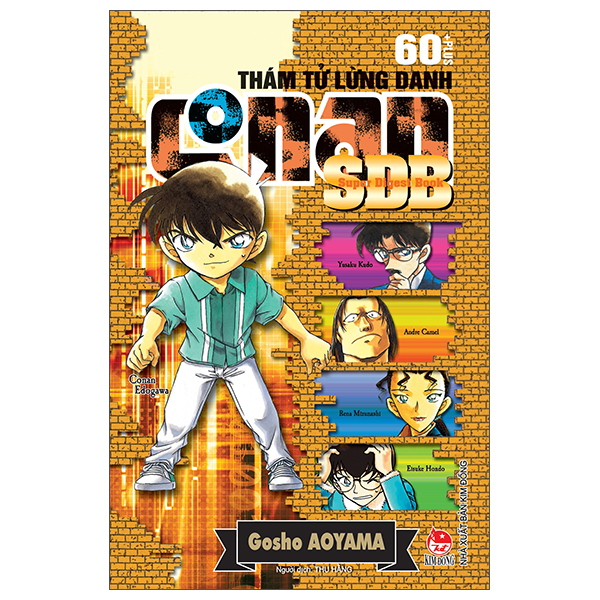 60
+PLUS
THÁM TỬ LỪNG DANH
Conan
SDB
Super Digest Book
Yusaku Kudo
Andre Camel
Rena Mizunashi
Eisuke Hondo
Conan
Edogawa
Gosho AOYAMA
Người dịch: THU HẰNG
KIM ĐỒNG
NHÀ XUẤT BẢN KIM ĐỒNG